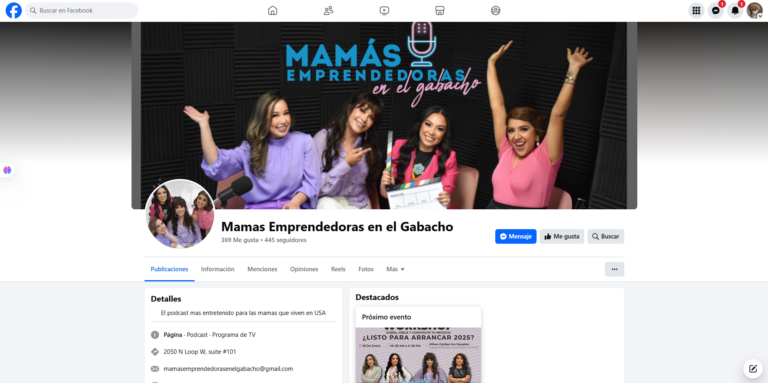 Buscar en Facebook
MAMÁS
EMPRENDEDORAS
en el gabacho
Mamas Emprendedoras en el Gabacho
369 Me gusta • 445 seguidores
Mensaje
Me gusta
Buscar
Publicaciones
Información
Menciones
Opiniones
Reels
Fotos
Más
Detalles
El podcast mas entretenido para las mamas que viven en USA
Página · Podcast · Programa de TV
2050 N Loop W, suite #101
mamasemprendedorasenelgabacho@gmail.com
Destacados
Próximo evento
WORKSHOP
¿LISTO PARA ARRANCAR 2025?